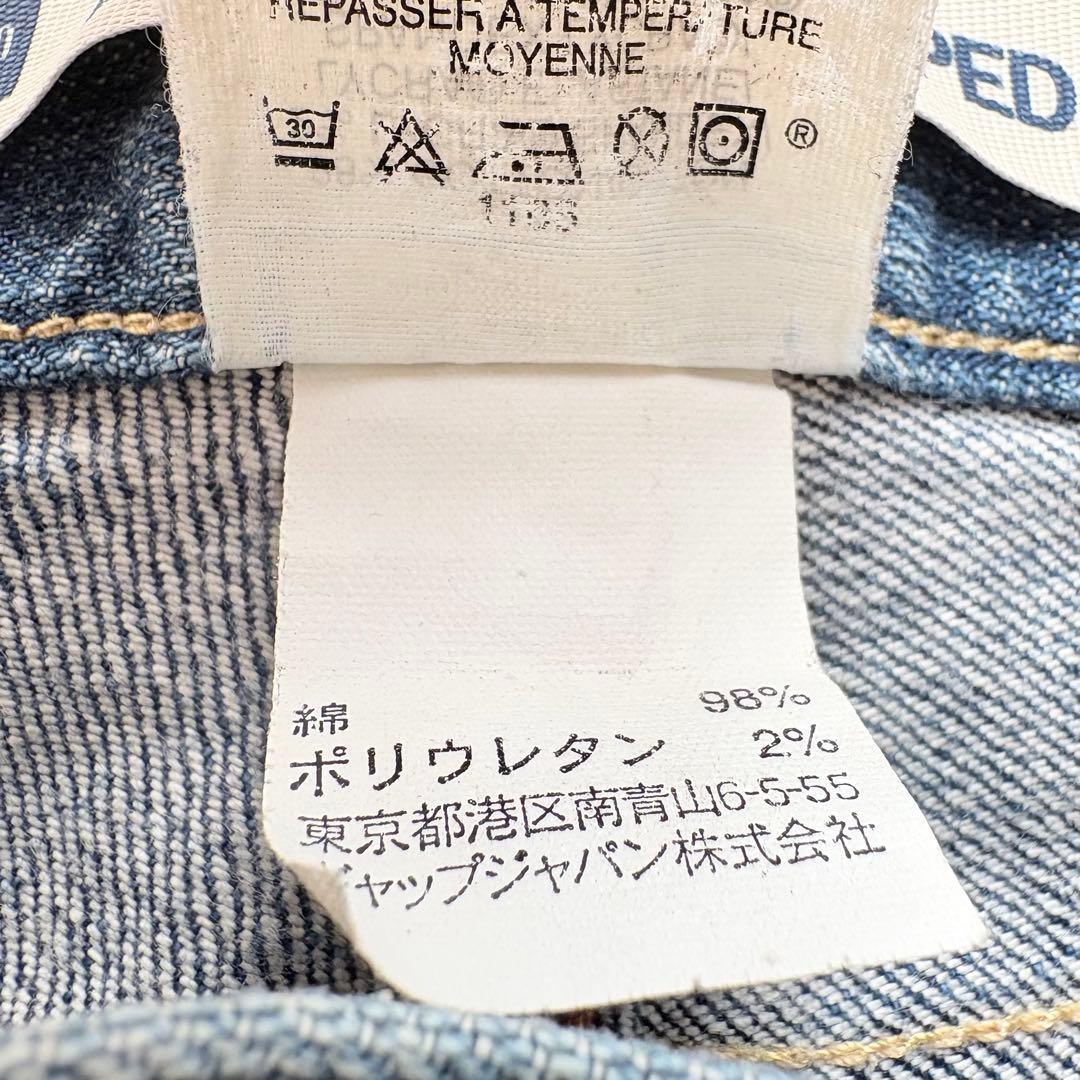 REPASSER A TEMPERATURE
MOYENNE
PED
30
®
綿 98%
ポリウレタン 2%
東京都港区南青山6-5-55
ギャップジャパン株式会社